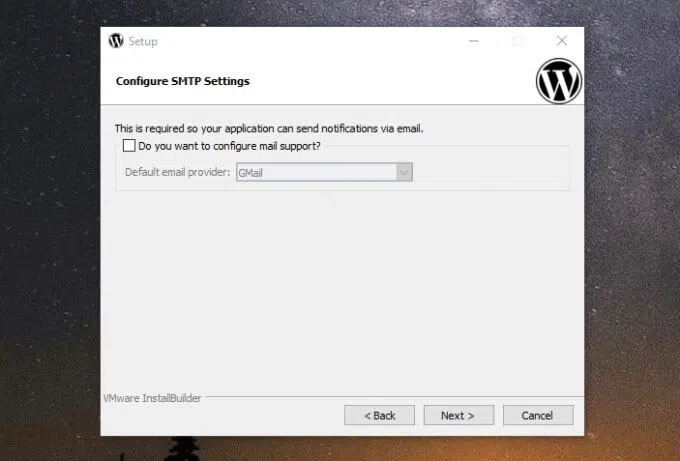 Setup
Configure SMTP Settings
This is required so your application can send notifications via email.
Do you want to configure mail support?
Default email provider: GMail
VMware InstallBuilder
< Back Next > Cancel